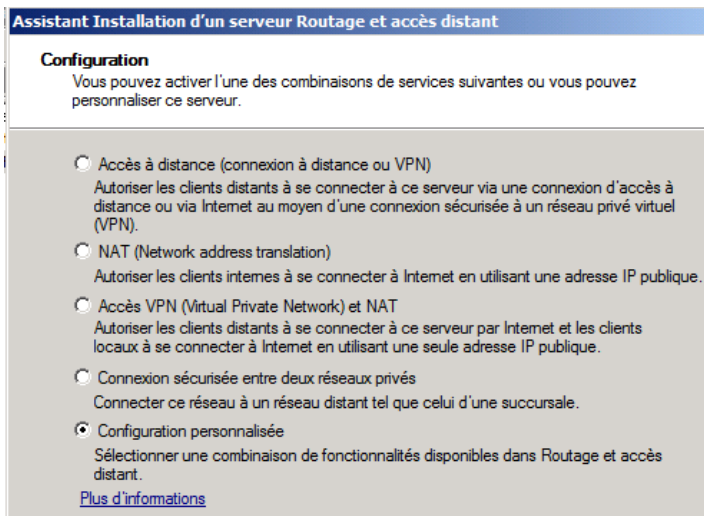 Assistant Installation d'un serveur Routage et accès distant
Configuration
Vous pouvez activer l'une des combinaisons de services suivantes ou vous pouvez
personnaliser ce serveur.
Accès à distance (connexion à distance ou VPN)
Autoriser les clients distants à se connecter à ce serveur via une connexion d'accès à
distance ou via Internet au moyen d'une connexion sécurisée à un réseau privé virtuel
(VPN).
NAT (Network address translation)
Autoriser les clients internes à se connecter à Internet en utilisant une adresse IP publique.
Accès VPN (Virtual Private Network) et NAT
Autoriser les clients distants à se connecter à ce serveur par Internet et les clients
locaux à se connecter à Internet en utilisant une seule adresse IP publique.
Connexion sécurisée entre deux réseaux privés
Connecter ce réseau à un réseau distant tel que celui d'une succursale.
Configuration personnalisée
Sélectionner une combinaison de fonctionnalités disponibles dans Routage et accès
distant.
Plus d'informations